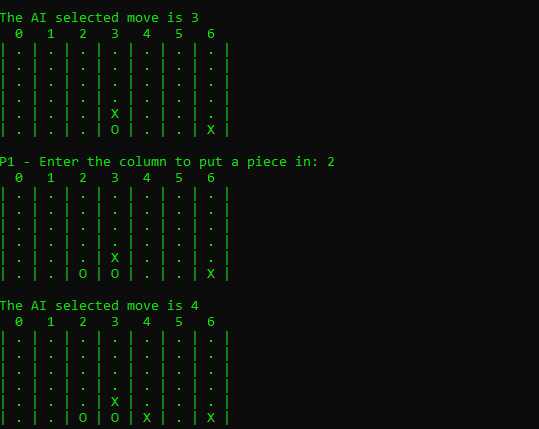 The AI selected move is 3
  0   1   2   3   4   5   6
| . | . | . | . | . | . | . |
| . | . | . | . | . | . | . |
| . | . | . | . | . | . | . |
| . | . | . | . | . | . | . |
| . | . | . | X | . | . | . |
| . | . | . | O | . | . | X |

P1 - Enter the column to put a piece in: 2
  0   1   2   3   4   5   6
| . | . | . | . | . | . | . |
| . | . | . | . | . | . | . |
| . | . | . | . | . | . | . |
| . | . | . | . | . | . | . |
| . | . | . | X | . | . | . |
| . | . | O | O | . | . | X |

The AI selected move is 4
  0   1   2   3   4   5   6
| . | . | . | . | . | . | . |
| . | . | . | . | . | . | . |
| . | . | . | . | . | . | . |
| . | . | . | . | . | . | . |
| . | . | . | X | . | . | . |
| . | . | O | O | X | . | X |